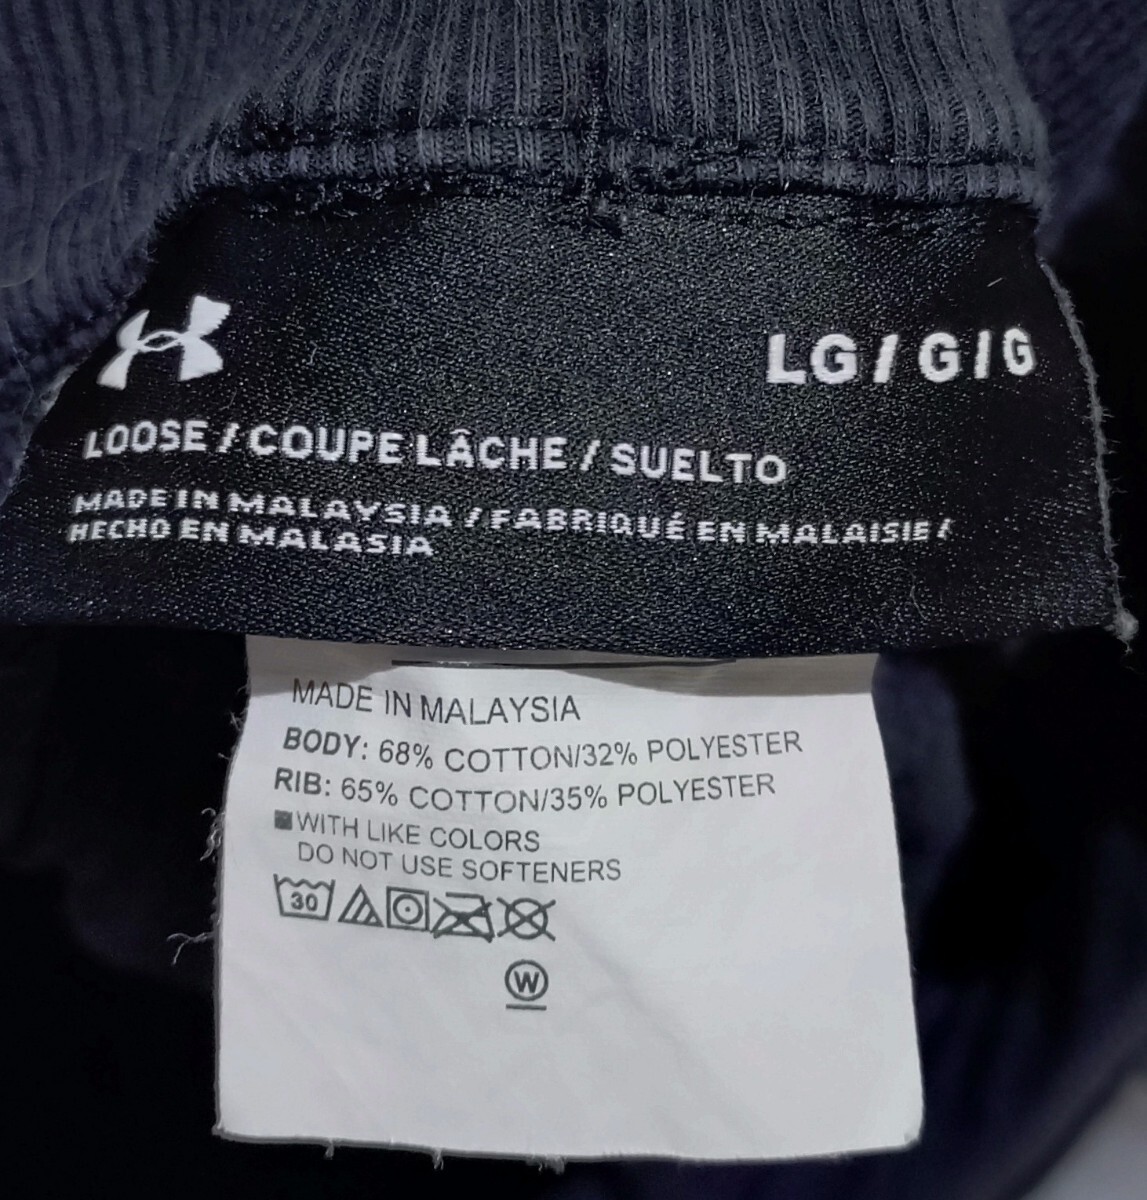 LG / G / G
LOOSE / COUPE LÂCHE / SUELTO
MADE IN MALAYSIA / FABRIQUÉ EN MALAISIE /
HECHO EN MALASIA
MADE IN MALAYSIA
BODY: 68% COTTON/32% POLYESTER
RIB: 65% COTTON/35% POLYESTER
WITH LIKE COLORS
DO NOT USE SOFTENERS
30
W